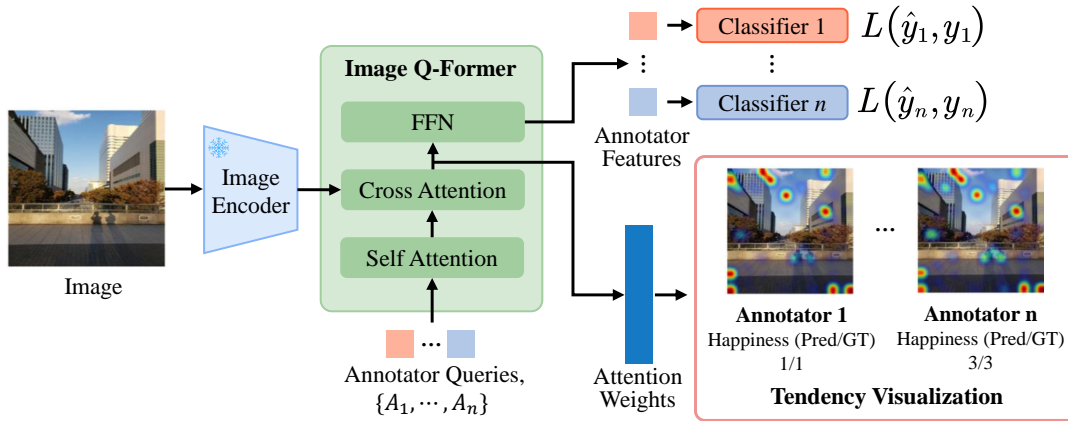 Image
Image
Encoder
Image Q-Former
FFN
Cross Attention
Self Attention
Annotator Queries,
{A₁, ⋯, Aₙ}
Classifier 1
L(ŷ₁, y₁)
⋮
⋮
Classifier n
L(ŷₙ, yₙ)
Annotator
Features
Attention
Weights
...
Annotator 1
Happiness (Pred/GT)
1/1
Annotator n
Happiness (Pred/GT)
3/3
Tendency Visualization